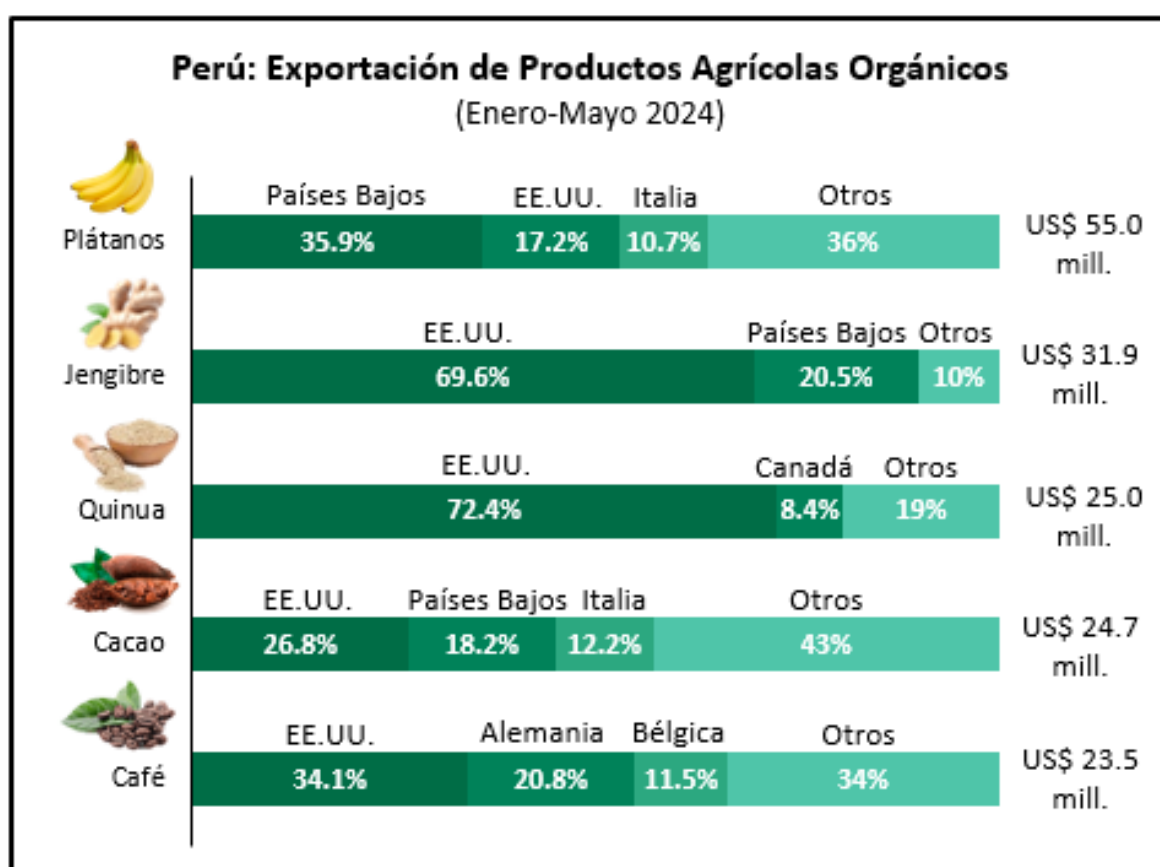 Perú: Exportación de Productos Agrícolas Orgánicos
(Enero-Mayo 2024)
Países Bajos EE.UU. Italia Otros
Plátanos 35.9% 17.2% 10.7% 36% US$ 55.0
mill.
EE.UU. Países Bajos Otros
Jengibre 69.6% 20.5% 10% US$ 31.9
mill.
EE.UU. Canadá Otros
Quinua 72.4% 8.4% 19% US$ 25.0
mill.
EE.UU. Países Bajos Italia Otros
Cacao 26.8% 18.2% 12.2% 43% US$ 24.7
mill.
EE.UU. Alemania Bélgica Otros
Café 34.1% 20.8% 11.5% 34% US$ 23.5
mill.